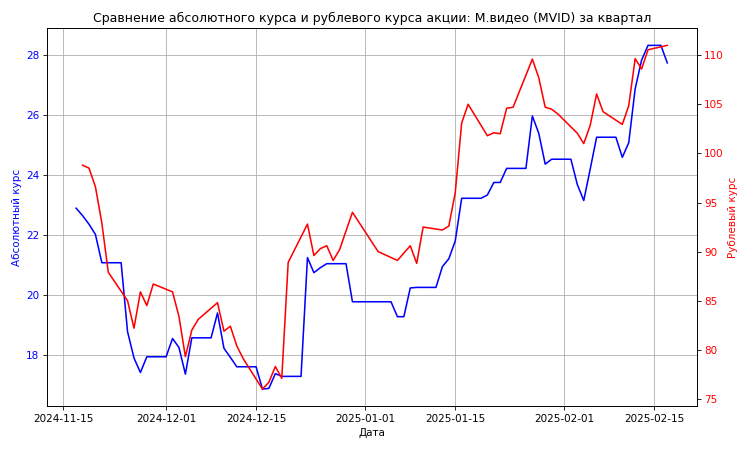 Сравнение абсолютного курса и рублевого курса акции: М.видео (MVID) за квартал
28
26
24
22
20
18
Абсолютный курс
110
105
100
95
90
85
80
75
Рублевый курс
2024-11-15 2024-12-01 2024-12-15 2025-01-01 2025-01-15 2025-02-01 2025-02-15
Дата